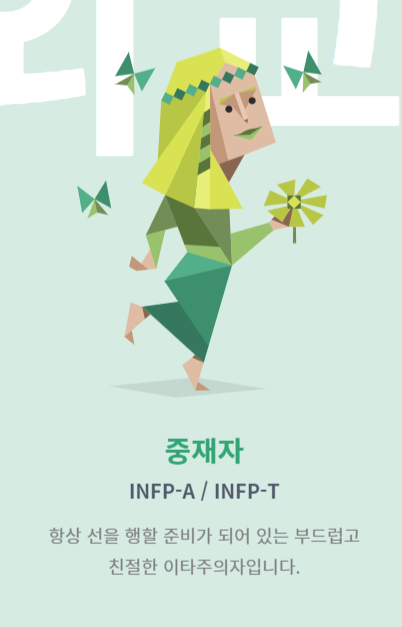 중재자
INFP-A / INFP-T
항상 선을 행할 준비가 되어 있는 부드럽고
친절한 이타주의자입니다.